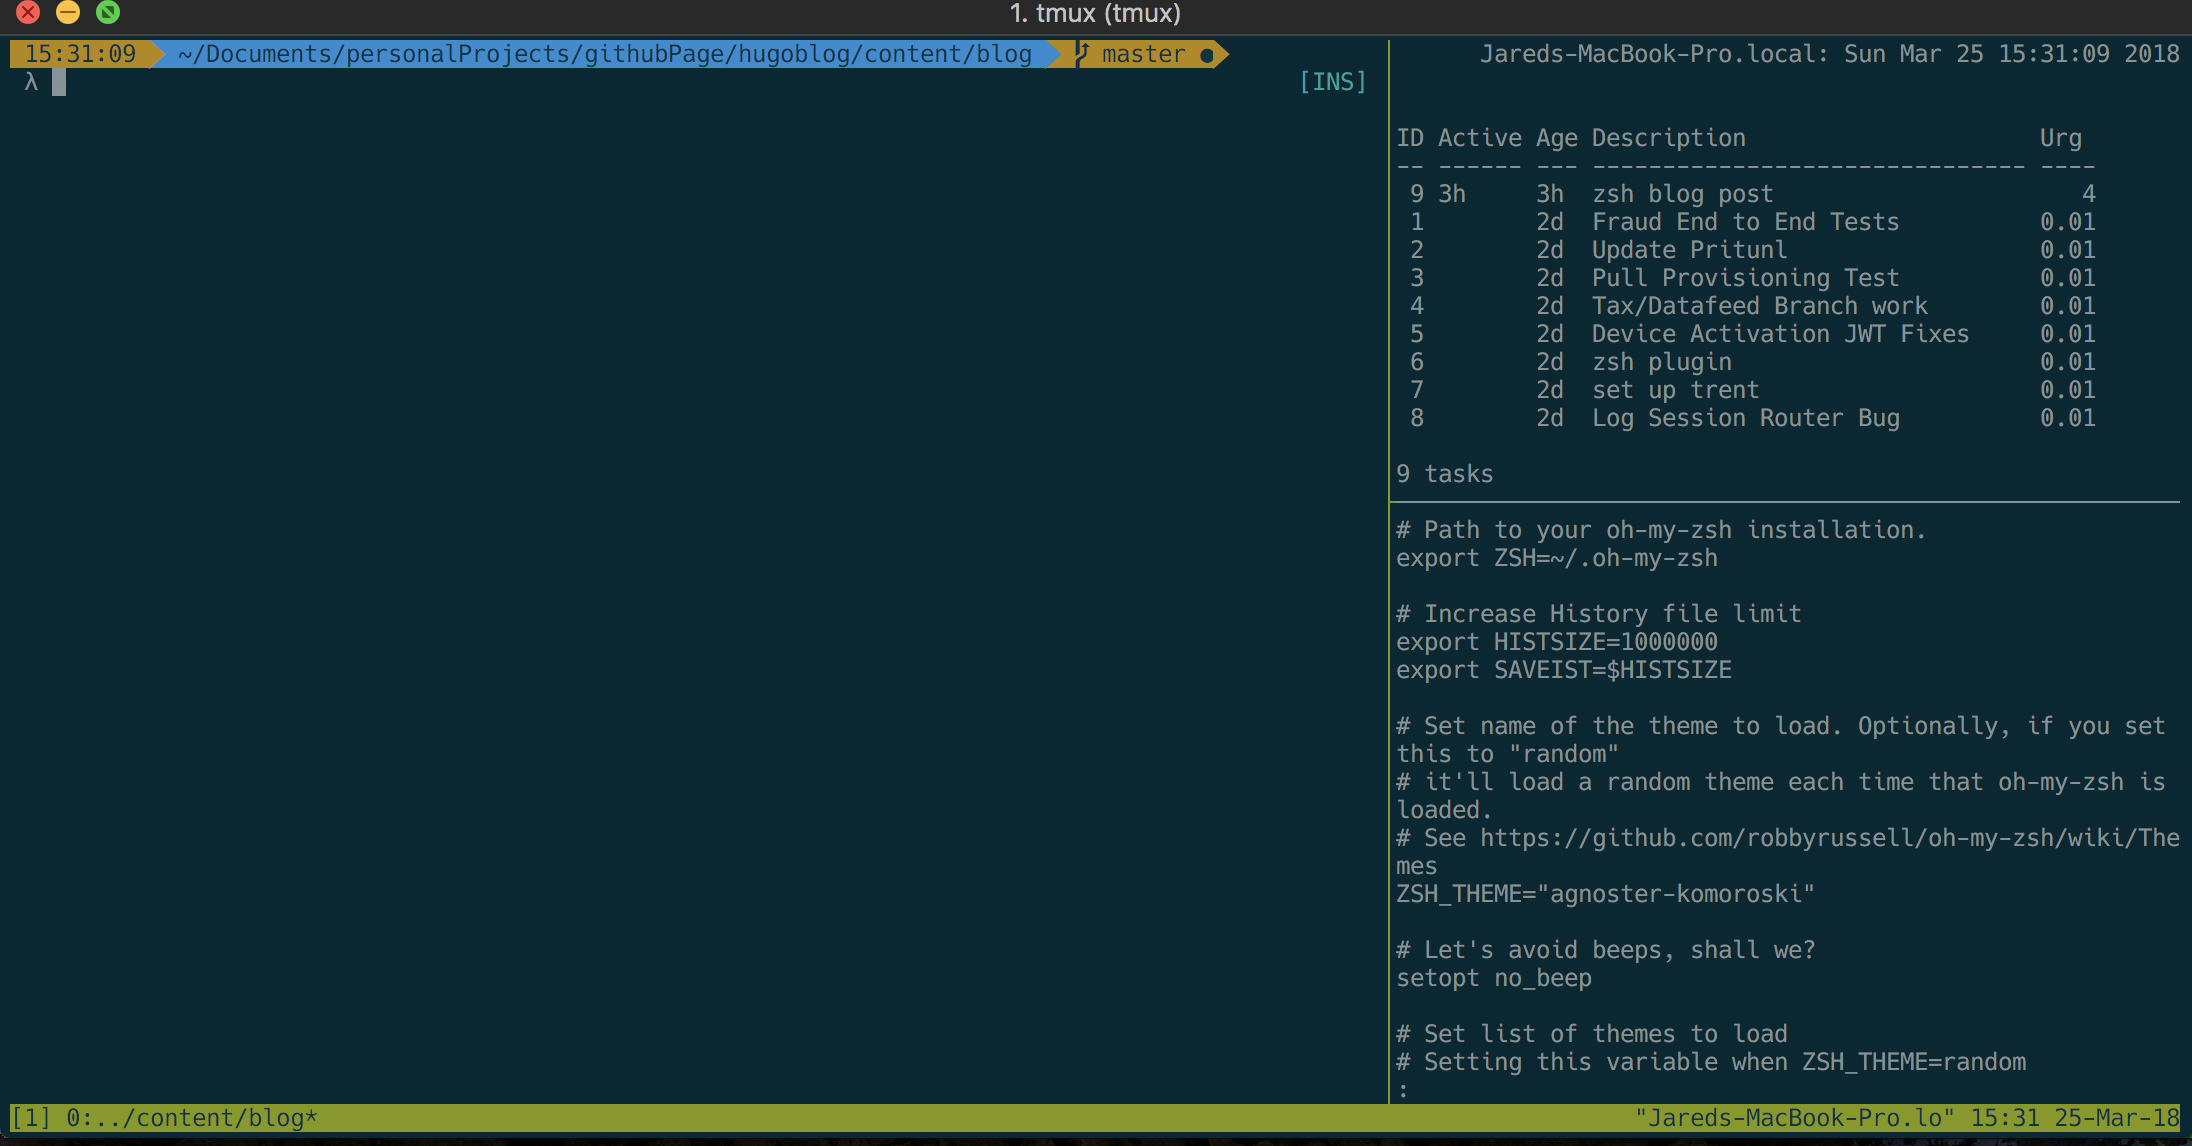 1. tmux (tmux)
15:31:09 ~/Documents/personalProjects/githubPage/hugoblog/content/blog master ●
λ [INS]
Jareds-MacBook-Pro.local: Sun Mar 25 15:31:09 2018
ID Active Age Description Urg
-- ------ --- ------------------------------- ----
9 3h 3h zsh blog post 4
1 2d Fraud End to End Tests 0.01
2 2d Update Pritunl 0.01
3 2d Pull Provisioning Test 0.01
4 2d Tax/Datafeed Branch work 0.01
5 2d Device Activation JWT Fixes 0.01
6 2d zsh plugin 0.01
7 2d set up trent 0.01
8 2d Log Session Router Bug 0.01
9 tasks
# Path to your oh-my-zsh installation.
export ZSH=~/.oh-my-zsh
# Increase History file limit
export HISTSIZE=1000000
export SAVEIST=$HISTSIZE
# Set name of the theme to load. Optionally, if you set
this to "random"
# it'll load a random theme each time that oh-my-zsh is
loaded.
# See https://github.com/robbyrussell/oh-my-zsh/wiki/The
mes
ZSH_THEME="agnoster-komoroski"
# Let's avoid beeps, shall we?
setopt no_beep
# Set list of themes to load
# Setting this variable when ZSH_THEME=random
:
[1] 0:../content/blog* "Jareds-MacBook-Pro.lo" 15:31 25-Mar-18